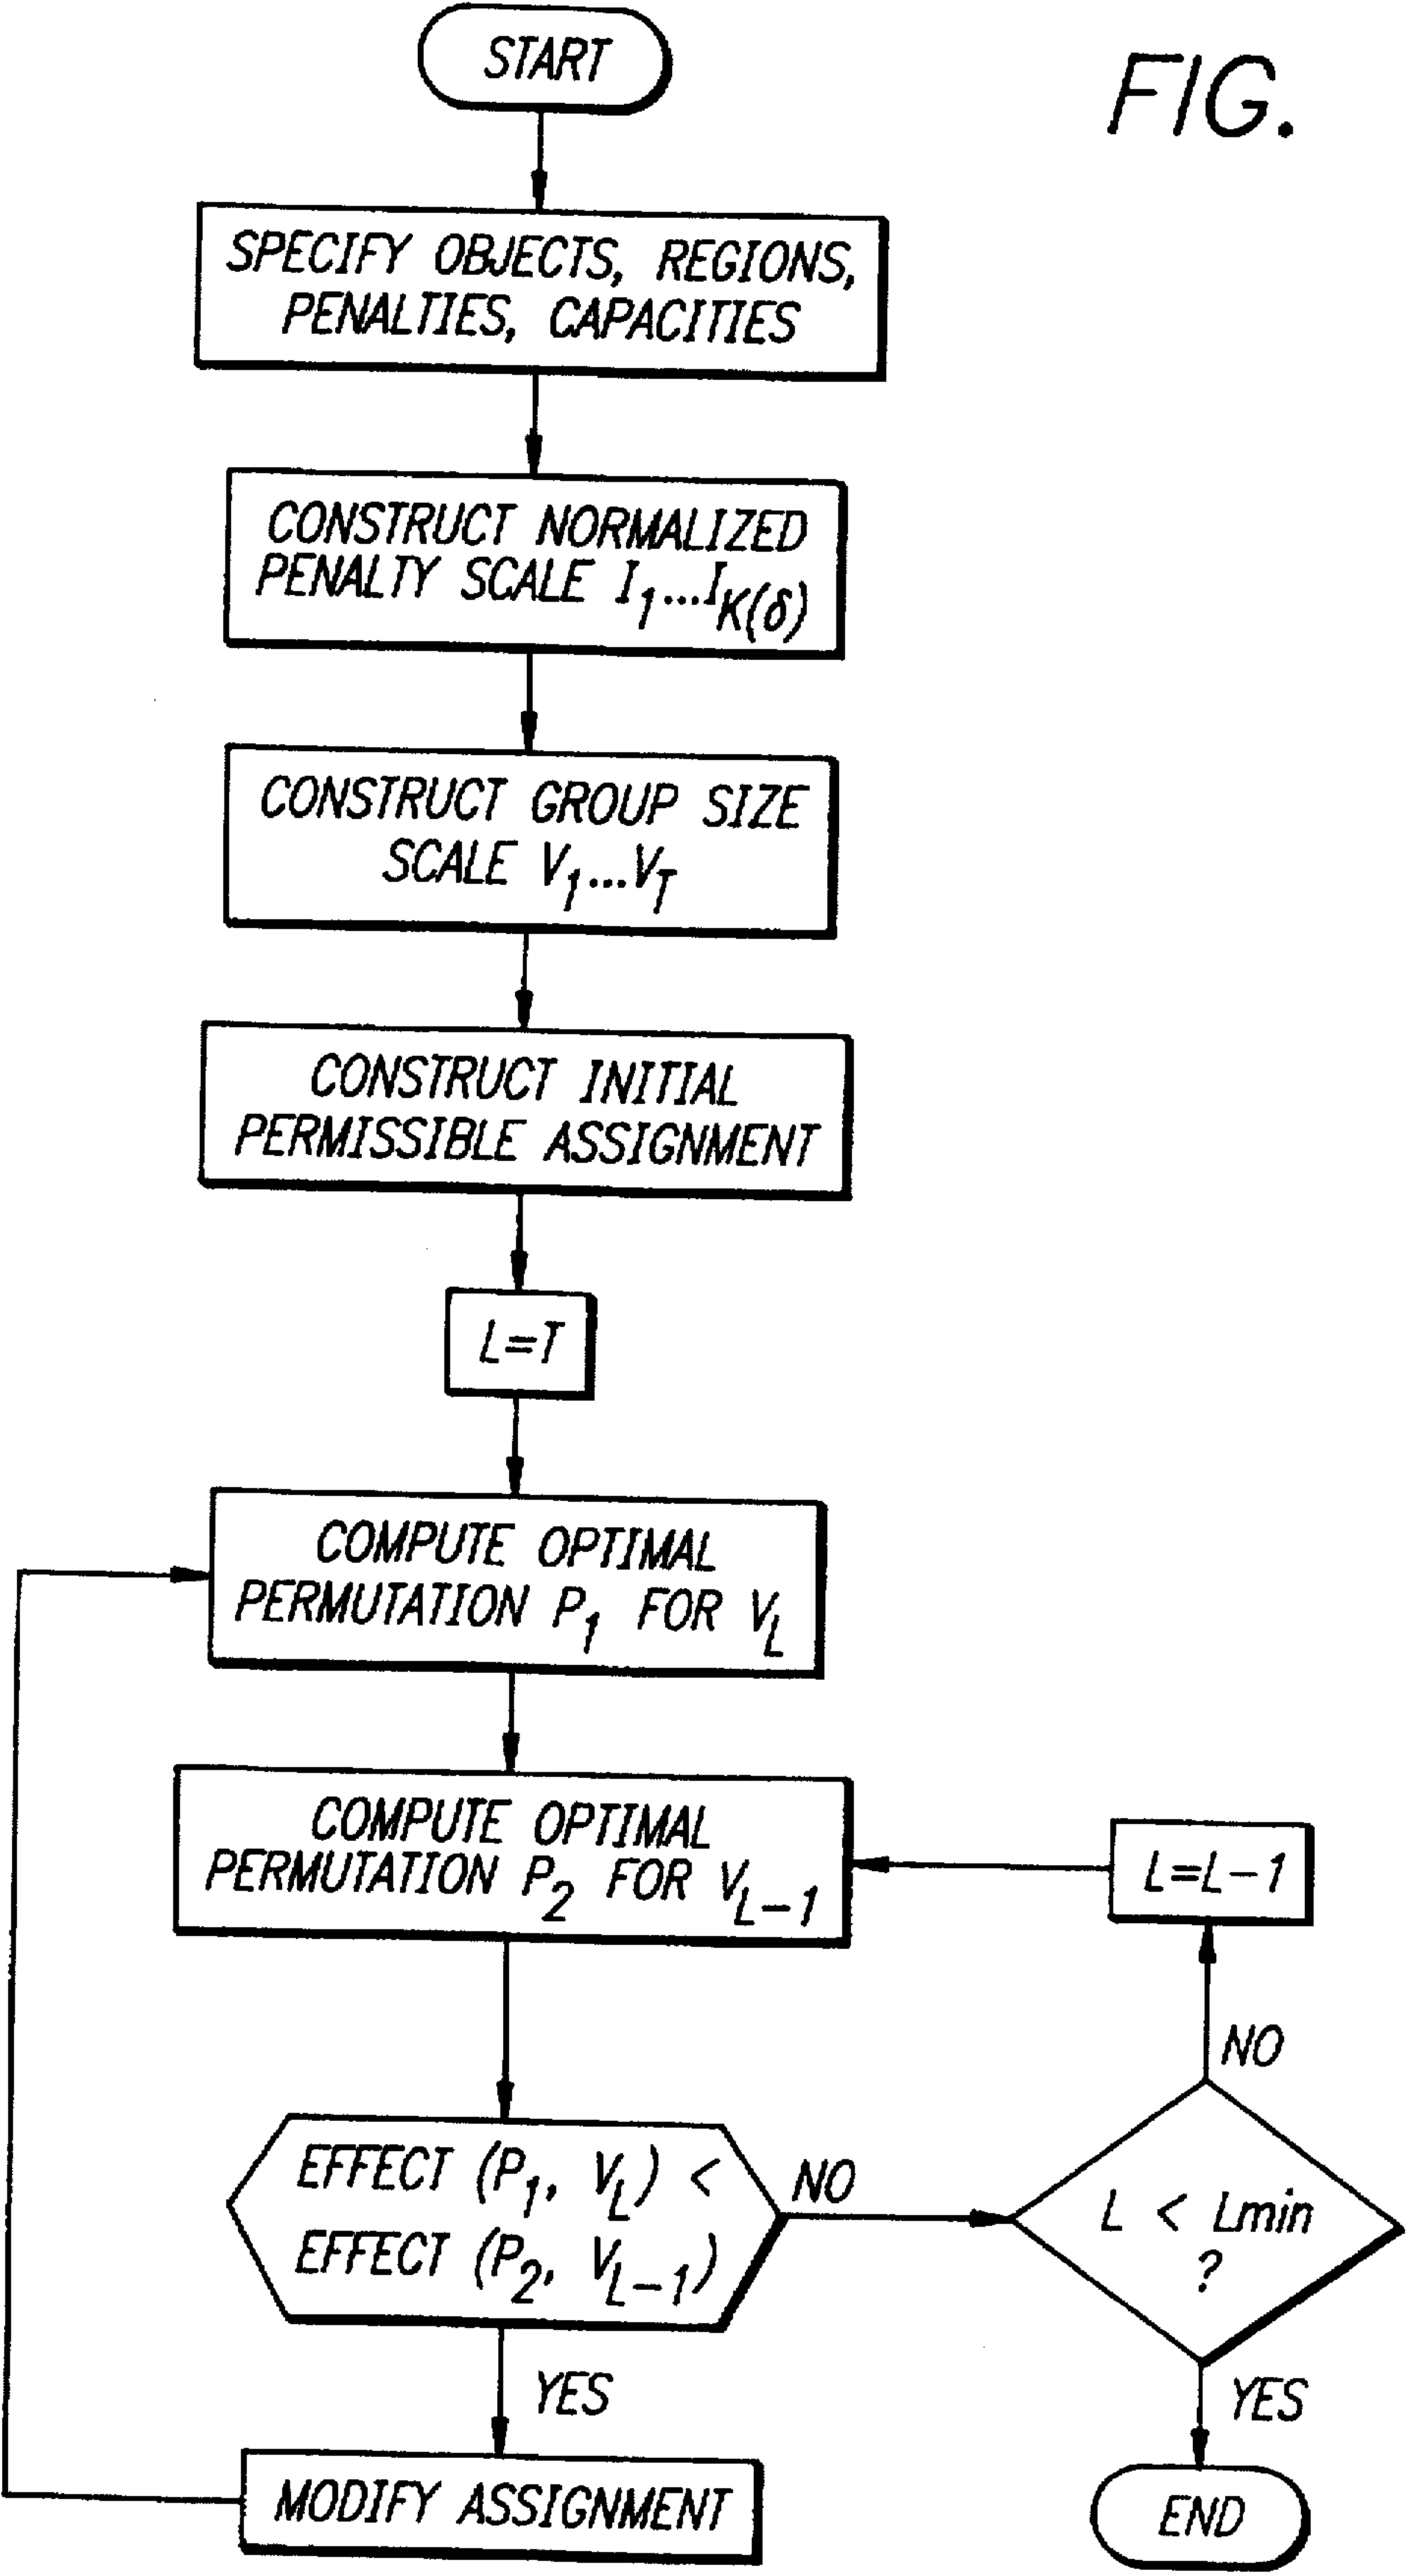 START
FIG.
SPECIFY OBJECTS, REGIONS,
PENALTIES, CAPACITIES
CONSTRUCT NORMALIZED
PENALTY SCALE I1...IK(δ)
CONSTRUCT GROUP SIZE
SCALE V1...VT
CONSTRUCT INITIAL
PERMISSIBLE ASSIGNMENT
L=T
COMPUTE OPTIMAL
PERMUTATION P1 FOR VL
COMPUTE OPTIMAL
PERMUTATION P2 FOR VL-1
L=L-1
NO
EFFECT (P1, VL) <
EFFECT (P2, VL-1)
NO
L < Lmin
?
YES
YES
MODIFY ASSIGNMENT
END